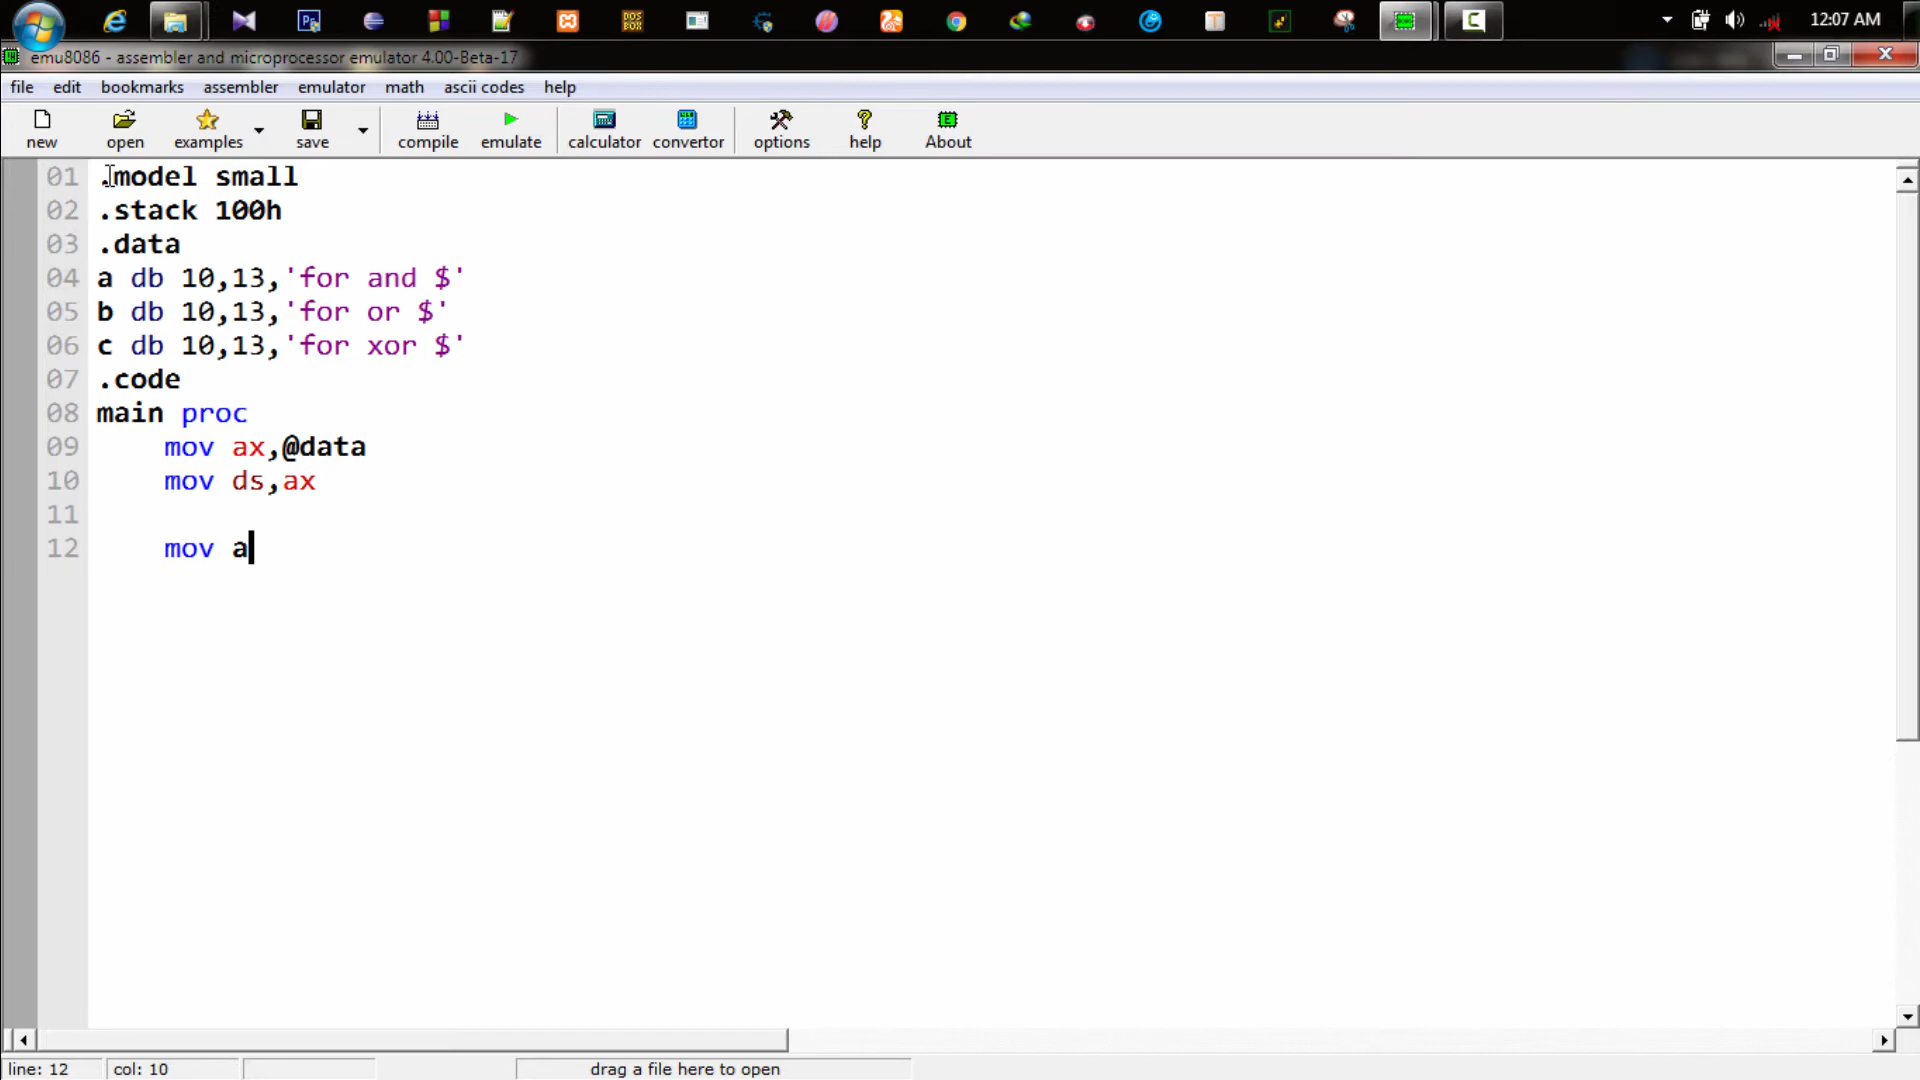 12:07 AM
emu8086 - assembler and microprocessor emulator 4.00-Beta-17
file edit bookmarks assembler emulator math ascii codes help
new open examples save compile emulate calculator convertor options help About
01 .model small
02 .stack 100h
03 .data
04 a db 10,13,'for and $'
05 b db 10,13,'for or $'
06 c db 10,13,'for xor $'
07 .code
08 main proc
09 mov ax,@data
10 mov ds,ax
11
12 mov a
line: 12 col: 10 drag a file here to open